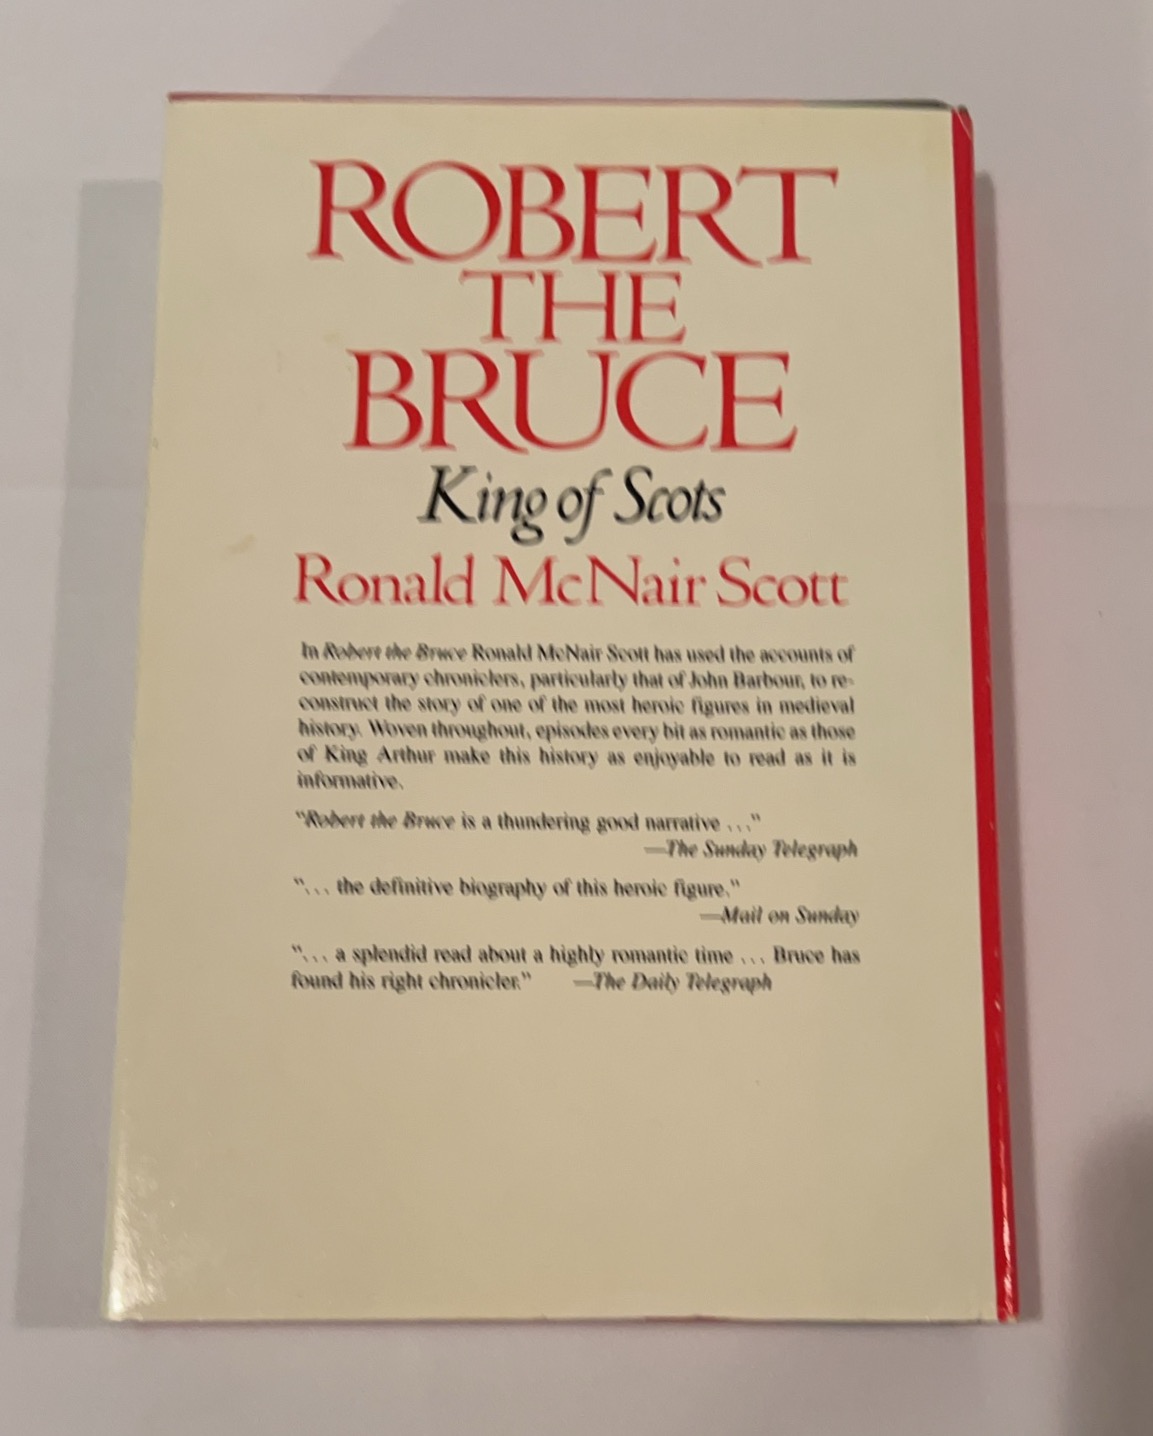 ROBERT
THE
BRUCE
King of Scots
Ronald McNair Scott
In Robert the Bruce Ronald McNair Scott has used the accounts of
contemporary chroniclers, particularly that of John Barbour, to re-
construct the story of one of the most heroic figures in medieval
history. Woven throughout, episodes every bit as romantic as those
of King Arthur make this history as enjoyable to read as it is
informative.
"Robert the Bruce is a thundering good narrative . . ."
—The Sunday Telegraph
". . . the definitive biography of this heroic figure."
—Mail on Sunday
". . . a splendid read about a highly romantic time . . . Bruce has
found his right chronicler." —The Daily Telegraph